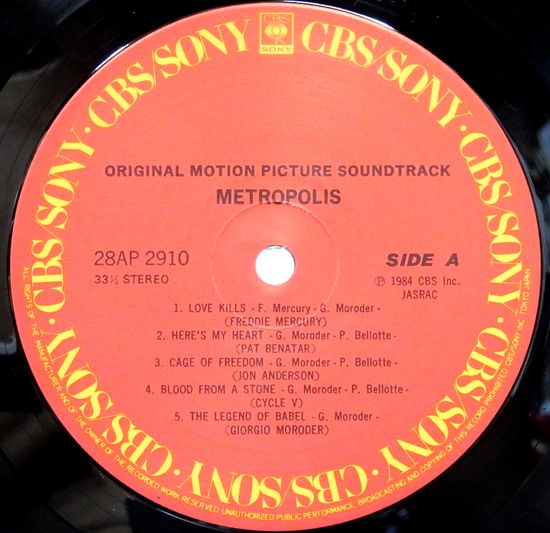 CBS/SONY · CBS/SONY · CBS/SONY · CBS/SONY · CBS/SONY · CBS/SONY · CBS/SONY
CBS
SONY
ORIGINAL MOTION PICTURE SOUNDTRACK
METROPOLIS
28AP 2910
33⅓ STEREO
SIDE A
Ⓟ 1984 CBS Inc.
JASRAC
1. LOVE KILLS - F. Mercury - G. Moroder -
(FREDDIE MERCURY)
2. HERE'S MY HEART - G. Moroder - P. Bellotte -
(PAT BENATAR)
3. CAGE OF FREEDOM - G. Moroder - P. Bellotte -
(JON ANDERSON)
4. BLOOD FROM A STONE - G. Moroder - P. Bellotte -
(CYCLE V)
5. THE LEGEND OF BABEL - G. Moroder -
(GIORGIO MORODER)
ALL RIGHTS OF THE MANUFACTURER AND OF THE OWNER OF THE RECORDED WORK RESERVED. UNAUTHORIZED PUBLIC PERFORMANCE, BROADCASTING AND COPYING OF THIS RECORD PROHIBITED. CBS/SONY INC. TOKYO JAPAN